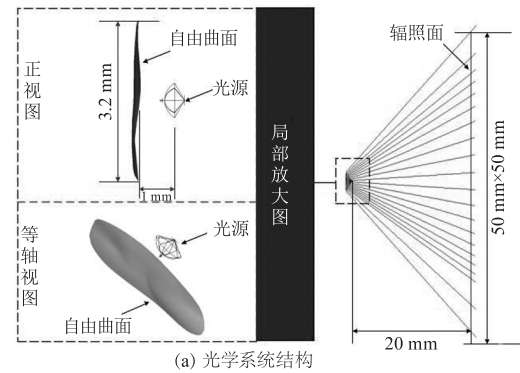 正视图
3.2 mm
自由曲面
光源
1 mm
等轴视图
光源
自由曲面
局部放大图
辐照面
50 mm×50 mm
20 mm
(a) 光学系统结构